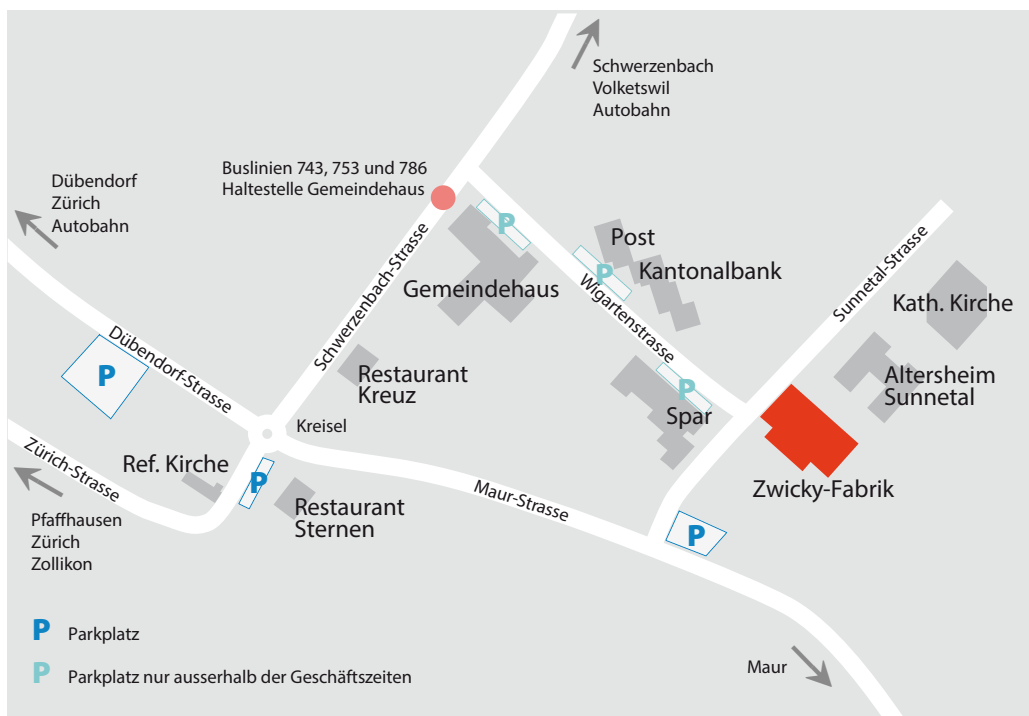 Schwerzenbach
Volketswil
Autobahn
Buslinien 743, 753 und 786
Haltestelle Gemeindehaus
Dübendorf
Zürich
Autobahn
P
Post
P
Kantonalbank
Gemeindehaus
Schwerzenbach-Strasse
Wigartenstrasse
Sunnetal-Strasse
Kath. Kirche
Dübendorf-Strasse
P
Restaurant
Kreuz
P
Spar
Altersheim
Sunnetal
Kreisel
Zürich-Strasse
Ref. Kirche
P
Restaurant
Sternen
Maur-Strasse
Zwicky-Fabrik
P
Pfaffhausen
Zürich
Zollikon
P Parkplatz
P Parkplatz nur ausserhalb der Geschäftszeiten
Maur